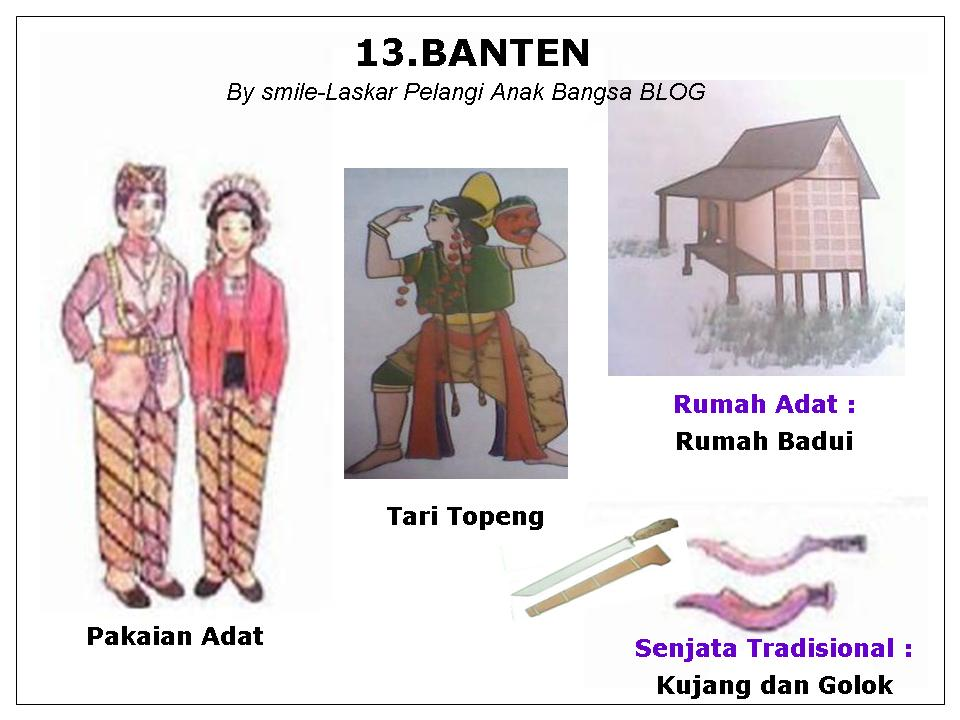 13.BANTEN
By smile-Laskar Pelangi Anak Bangsa BLOG
Rumah Adat :
Rumah Badui
Tari Topeng
Pakaian Adat
Senjata Tradisional :
Kujang dan Golok